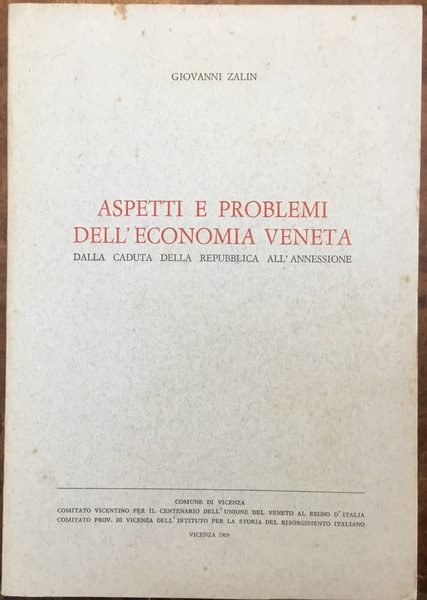 GIOVANNI ZALIN
ASPETTI E PROBLEMI
DELL'ECONOMIA VENETA
DALLA CADUTA DELLA REPUBBLICA ALL'ANNESSIONE
COMUNE DI VICENZA
COMITATO VICENTINO PER IL CENTENARIO DELL'UNIONE DEL VENETO AL REGNO D'ITALIA
COMITATO PROV. DI VICENZA DELL'ISTITUTO PER LA STORIA DEL RISORGIMENTO ITALIANO
VICENZA 1969